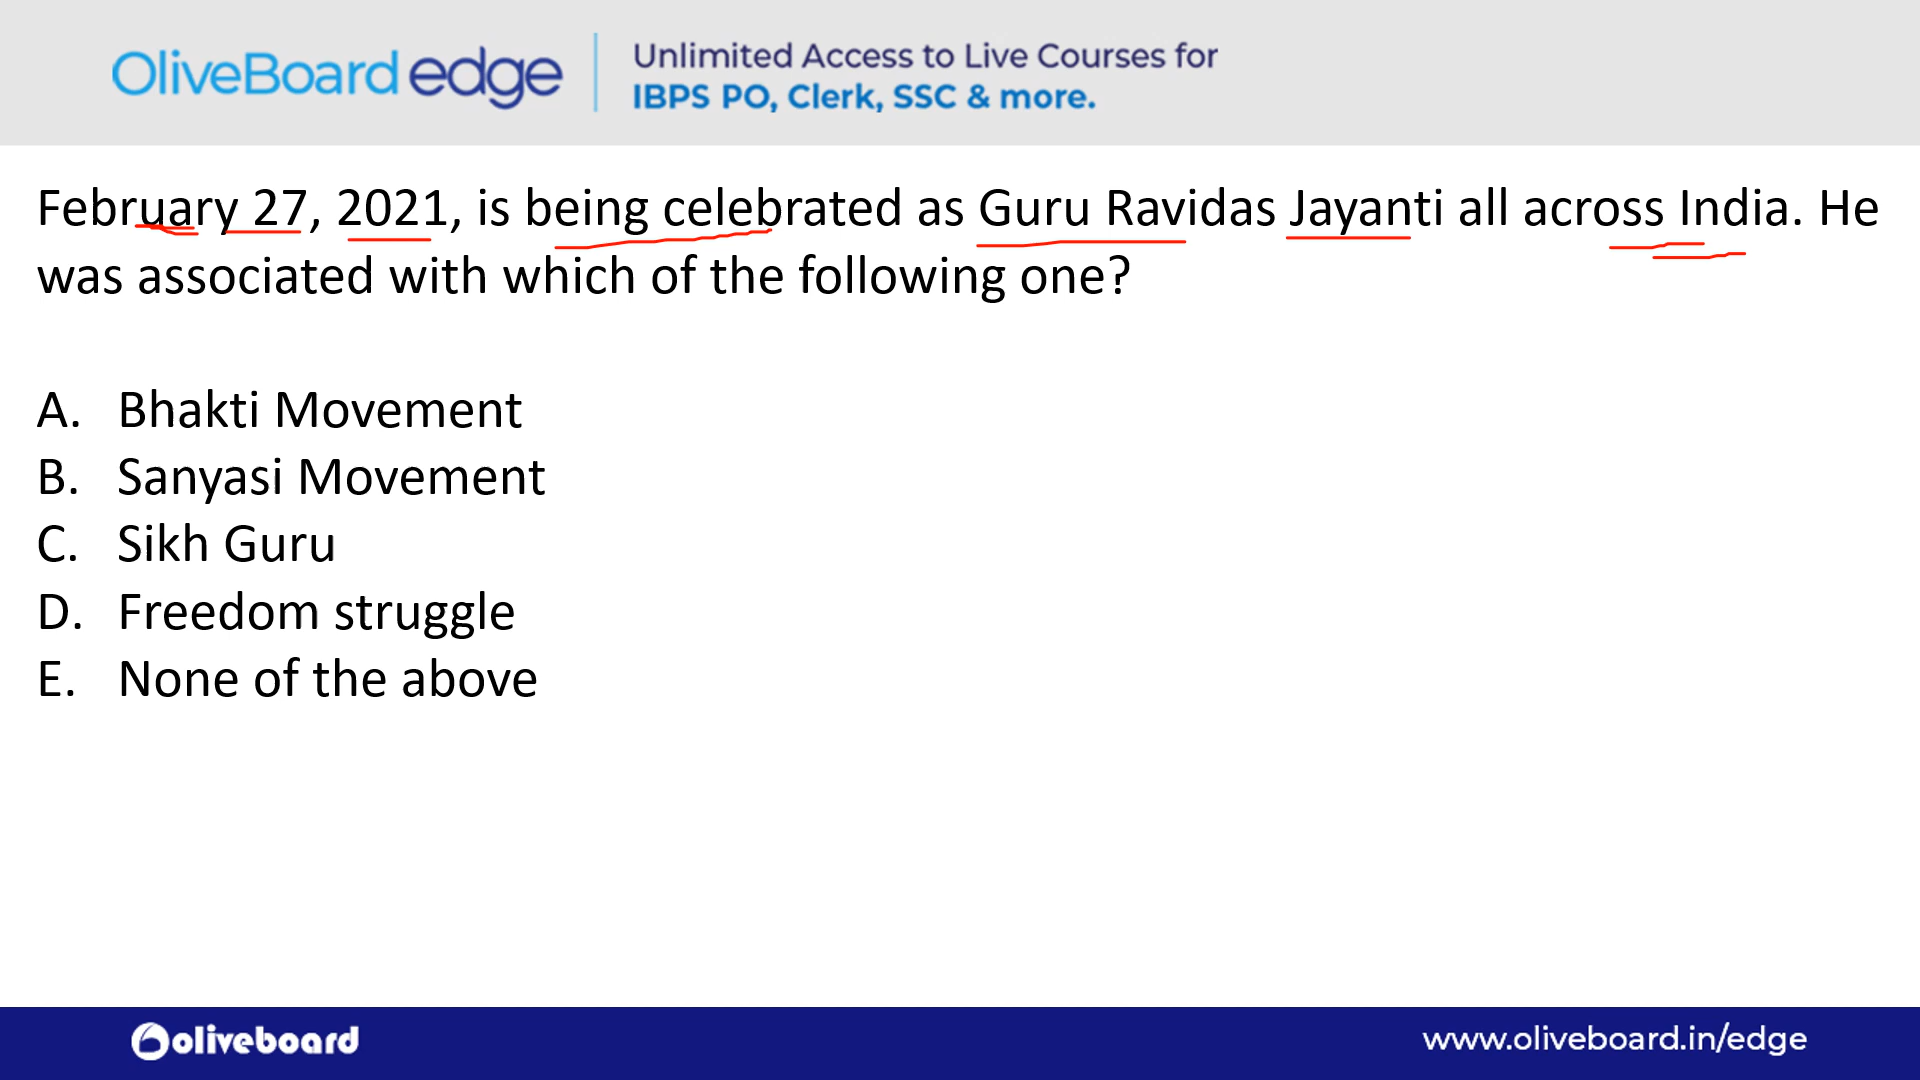 OliveBoard edge
Unlimited Access to Live Courses for
IBPS PO, Clerk, SSC & more.
February 27, 2021, is being celebrated as Guru Ravidas Jayanti all across India. He
was associated with which of the following one?
A. Bhakti Movement
B. Sanyasi Movement
C. Sikh Guru
D. Freedom struggle
E. None of the above
oliveboard
www.oliveboard.in/edge